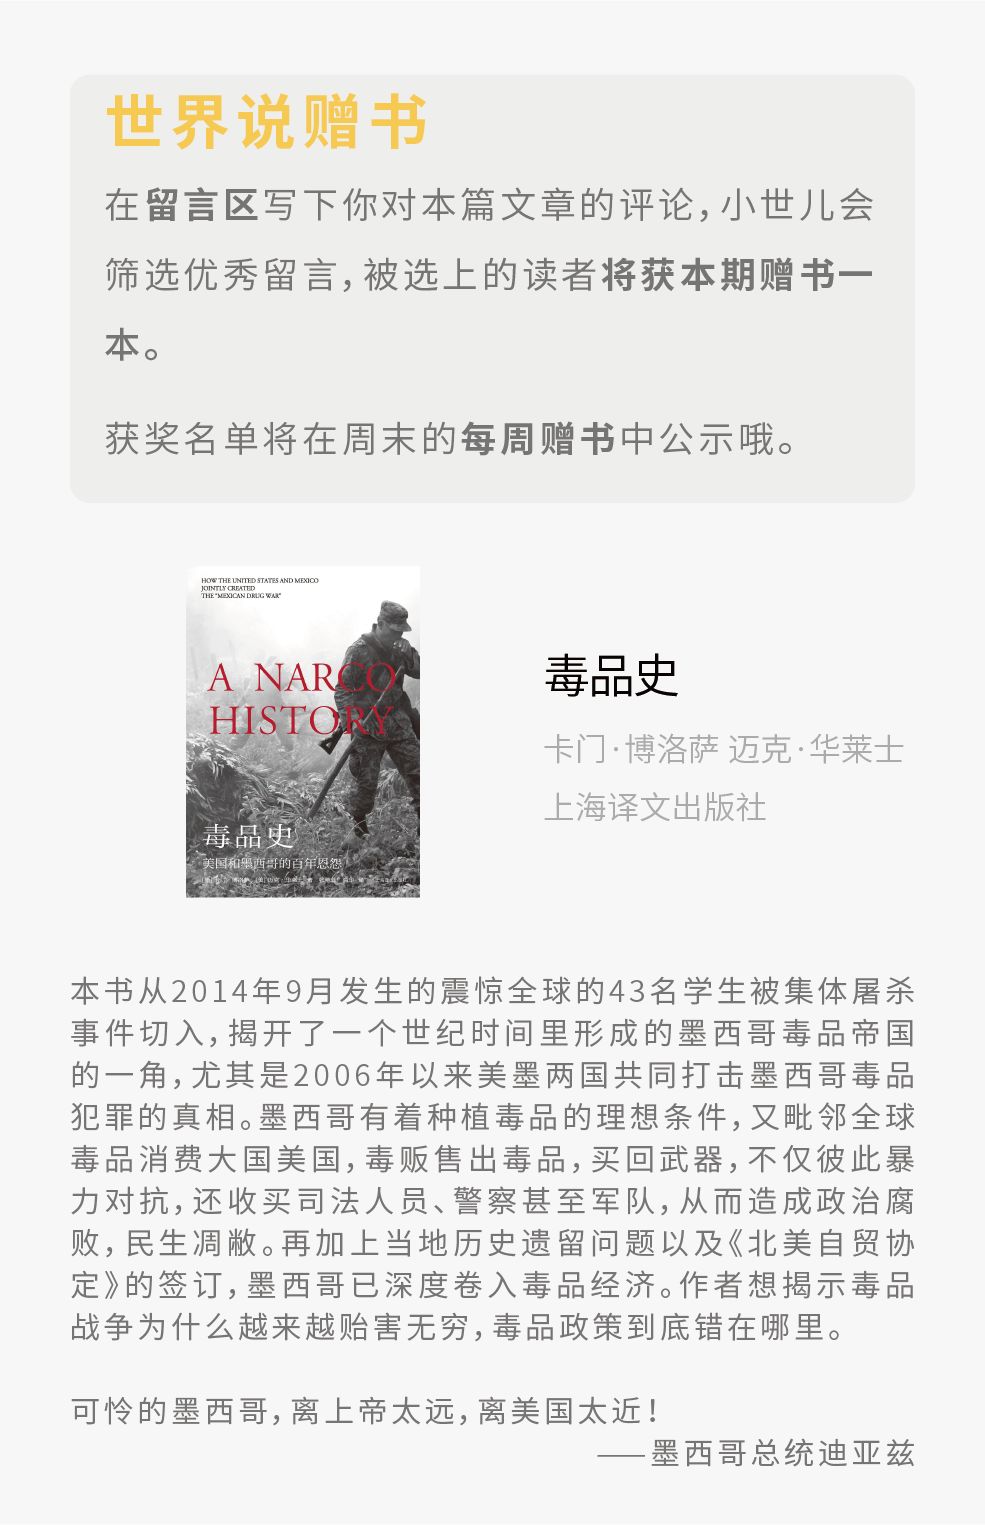 世界说赠书
在留言区写下你对本篇文章的评论，小世儿会
筛选优秀留言，被选上的读者将获本期赠书一
本。
获奖名单将在周末的每周赠书中公示哦。
HOW THE UNITED STATES AND MEXICO
JOINTLY CREATED
THE "MEXICAN DRUG WAR"
A NARCO
HISTORY
毒品史
美国和墨西哥的百年恩怨
毒品史
卡门·博洛萨 迈克·华莱士
上海译文出版社
本书从2014年9月发生的震惊全球的43名学生被集体屠杀
事件切入，揭开了一个世纪时间里形成的墨西哥毒品帝国
的一角，尤其是2006年以来美墨两国共同打击墨西哥毒品
犯罪的真相。墨西哥有着种植毒品的理想条件，又毗邻全球
毒品消费大国美国，毒贩售出毒品，买回武器，不仅彼此暴
力对抗，还收买司法人员、警察甚至军队，从而造成政治腐
败，民生凋敝。再加上当地历史遗留问题以及《北美自贸协
定》的签订，墨西哥已深度卷入毒品经济。作者想揭示毒品
战争为什么越来越贻害无穷，毒品政策到底错在哪里。
可怜的墨西哥，离上帝太远，离美国太近！
——墨西哥总统迪亚兹